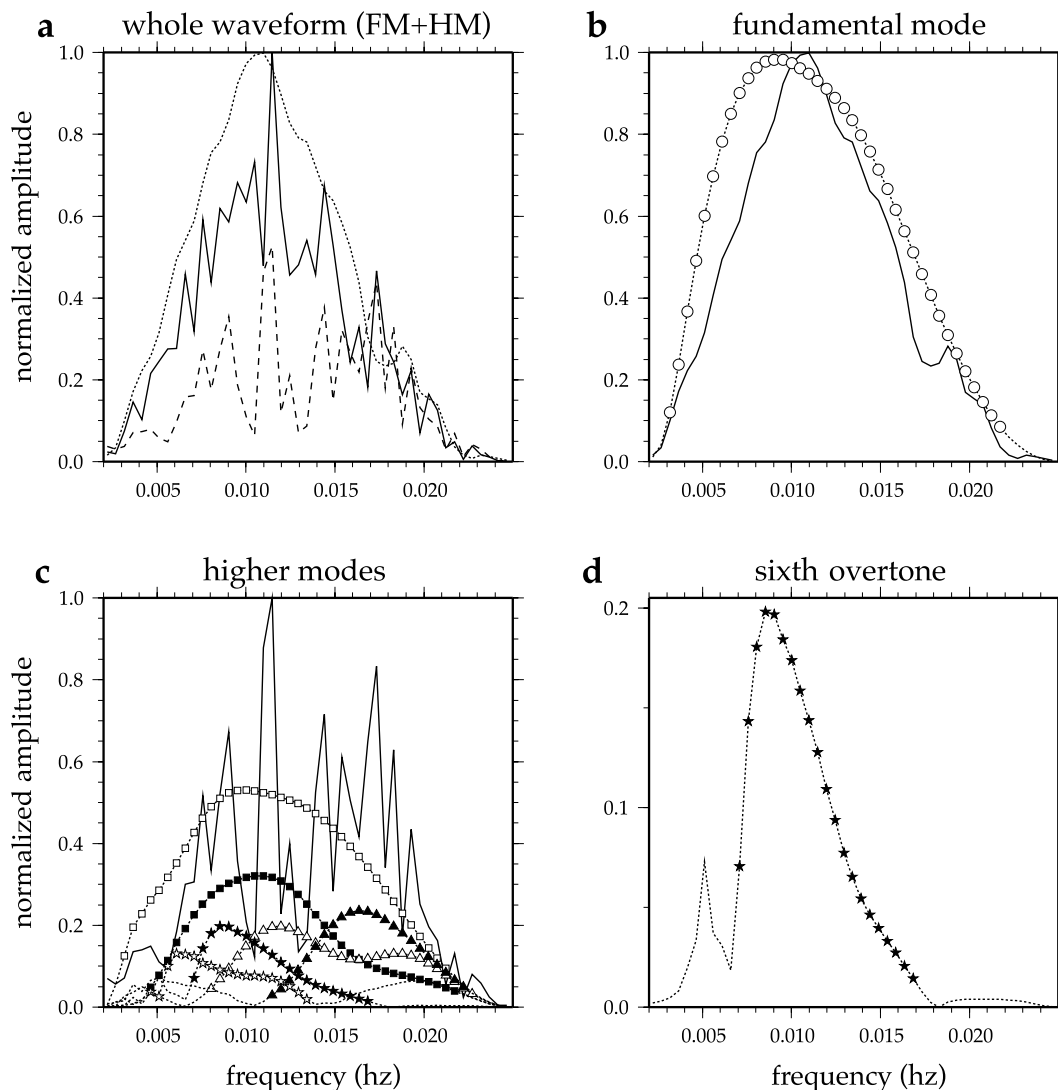 a whole waveform (FM+HM)
normalized amplitude
1.0
0.8
0.6
0.4
0.2
0.0
0.005 0.010 0.015 0.020
b fundamental mode
1.0
0.8
0.6
0.4
0.2
0.0
0.005 0.010 0.015 0.020
c higher modes
normalized amplitude
1.0
0.8
0.6
0.4
0.2
0.0
0.005 0.010 0.015 0.020
frequency (hz)
d sixth overtone
0.2
0.1
0.0
0.005 0.010 0.015 0.020
frequency (hz)